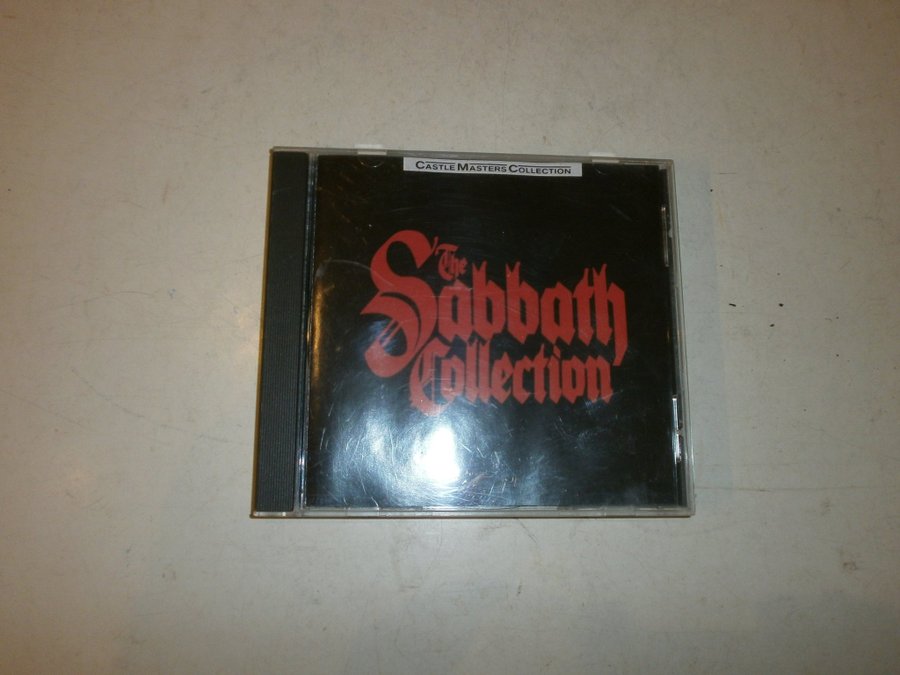 CASTLE MASTERS COLLECTION
The
Sabbath
Collection